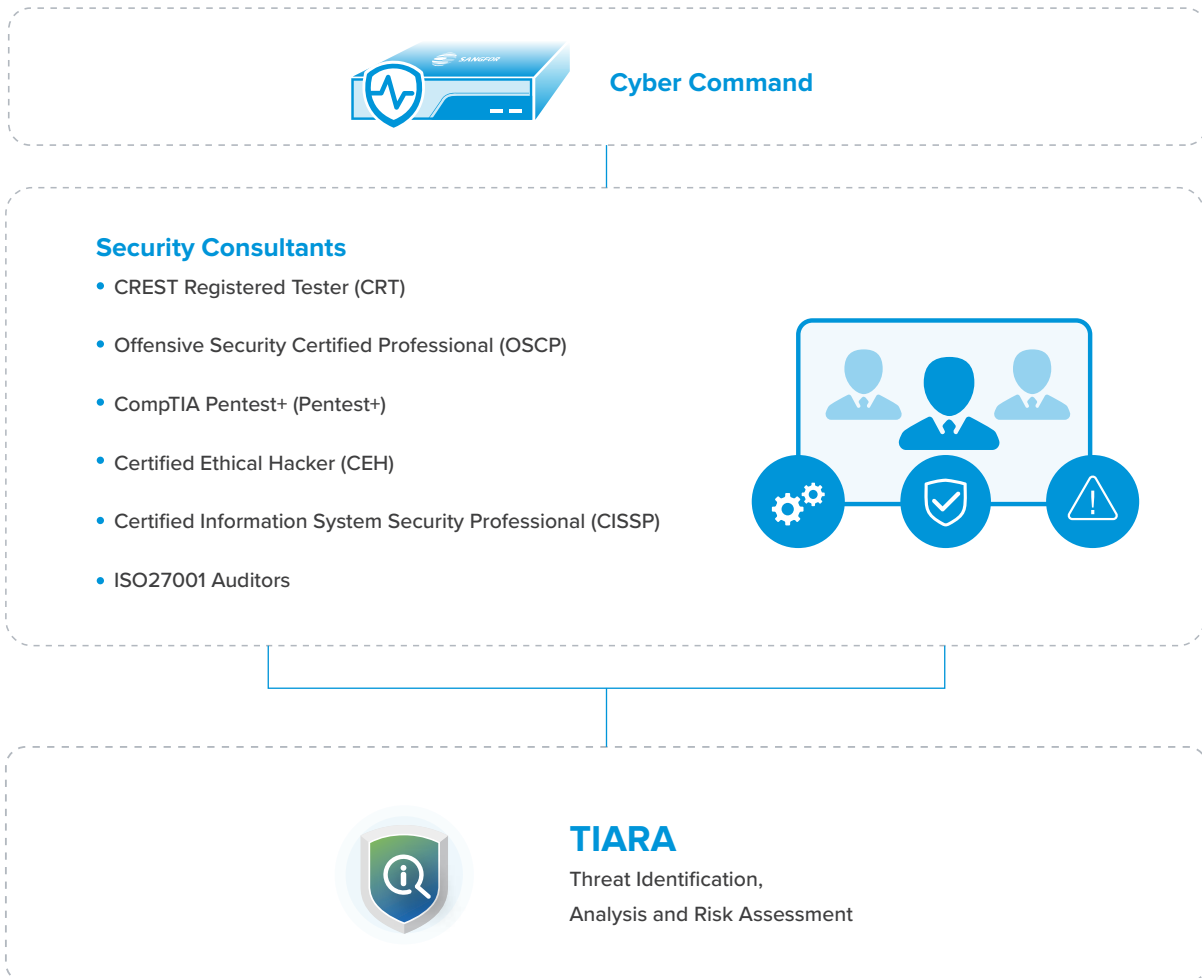 SANGFOR
Cyber Command
Security Consultants
• CREST Registered Tester (CRT)
• Offensive Security Certified Professional (OSCP)
• CompTIA Pentest+ (Pentest+)
• Certified Ethical Hacker (CEH)
• Certified Information System Security Professional (CISSP)
• ISO27001 Auditors
TIARA
Threat Identification,
Analysis and Risk Assessment